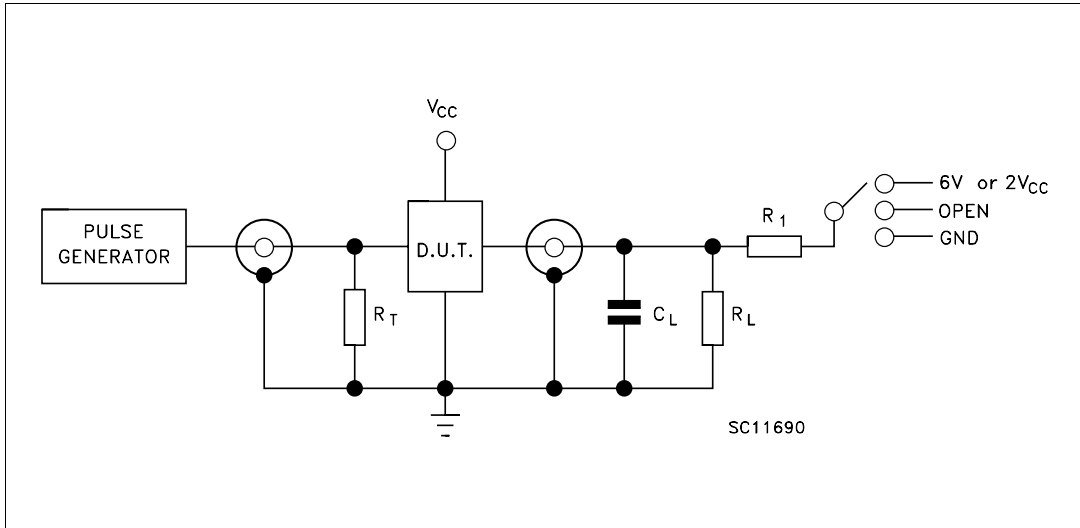 VCC
PULSE
GENERATOR
D.U.T.
RT
CL
RL
R1
6V or 2VCC
OPEN
GND
SC11690